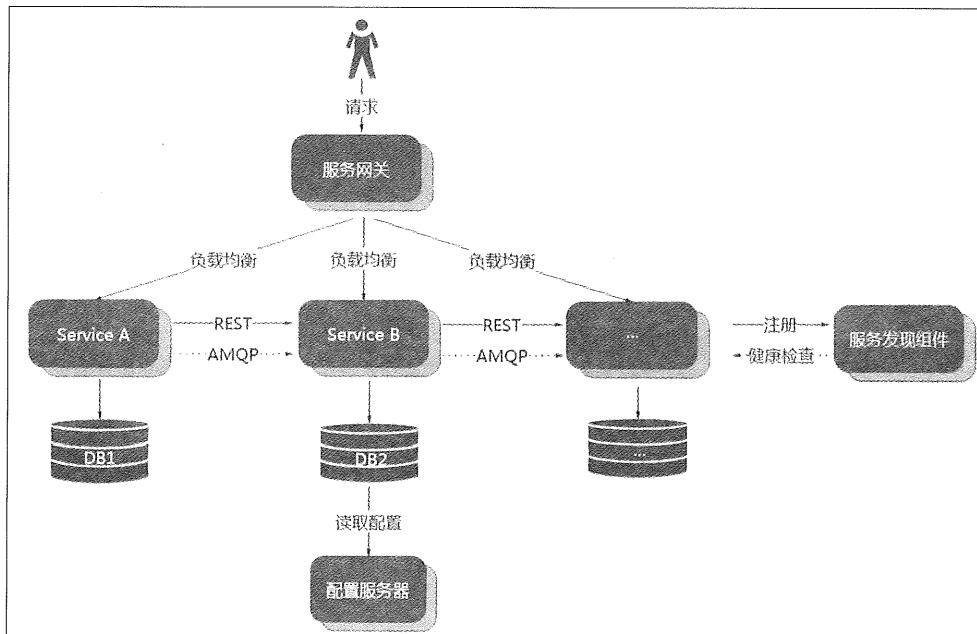 请求
服务网关
负载均衡
负载均衡
负载均衡
Service A
REST
AMQP
Service B
REST
AMQP
...
注册
健康检查
服务发现组件
DB1
DB2
...
读取配置
配置服务器